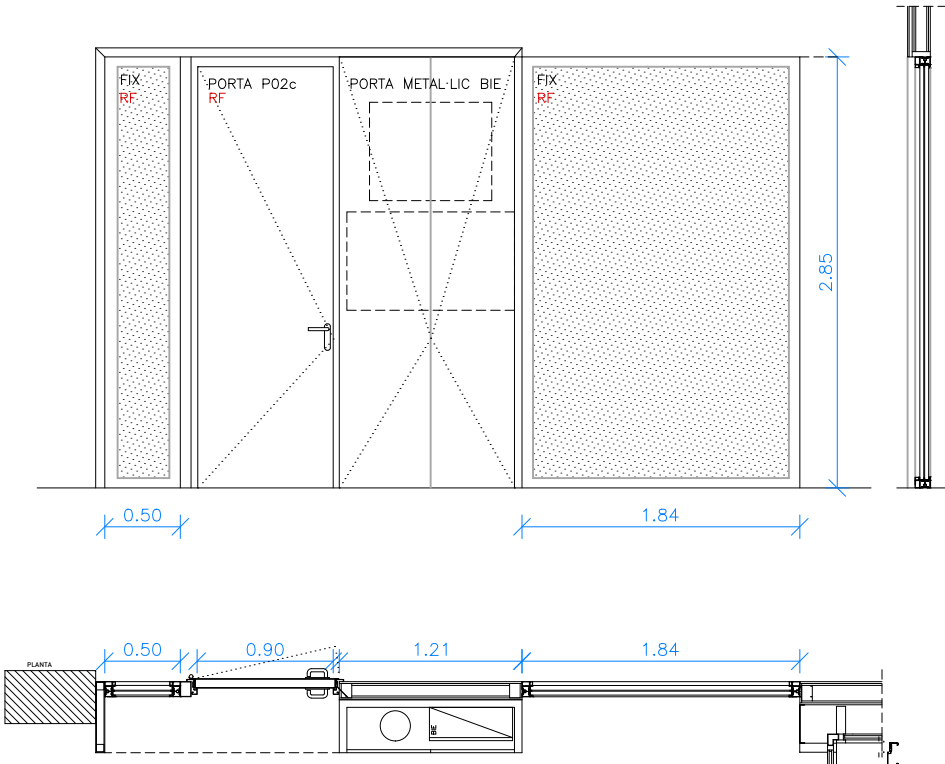 FIX
RF
PORTA P02c
RF
PORTA METAL·LIC BIE
FIX
RF
2.85
0.50
1.84
PLANTA
0.50
0.90
1.21
1.84
BIE